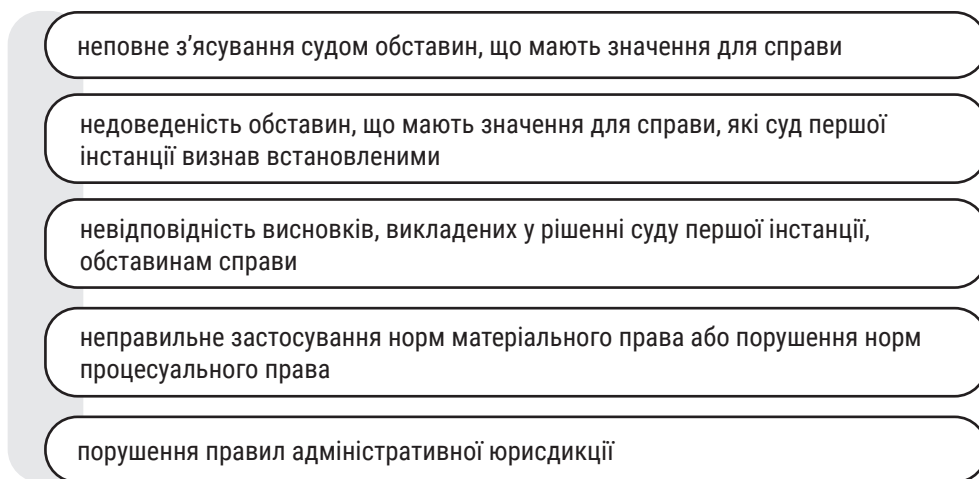 неповне з’ясування судом обставин, що мають значення для справи
недоведеність обставин, що мають значення для справи, які суд першої
інстанції визнав встановленими
невідповідність висновків, викладених у рішенні суду першої інстанції,
обставинам справи
неправильне застосування норм матеріального права або порушення норм
процесуального права
порушення правил адміністративної юрисдикції